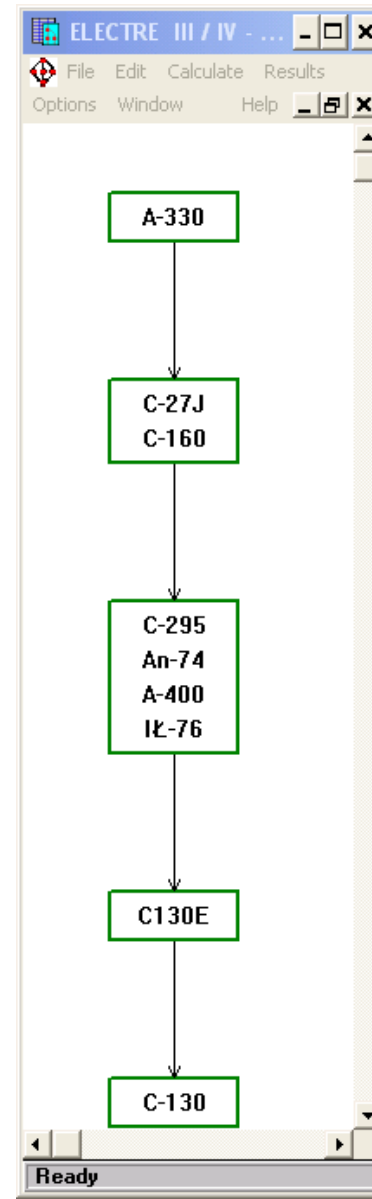 ELECTRE III / IV - ...
File Edit Calculate Results
Options Window Help
A-330
C-27J
C-160
C-295
An-74
A-400
IŁ-76
C130E
C-130
Ready